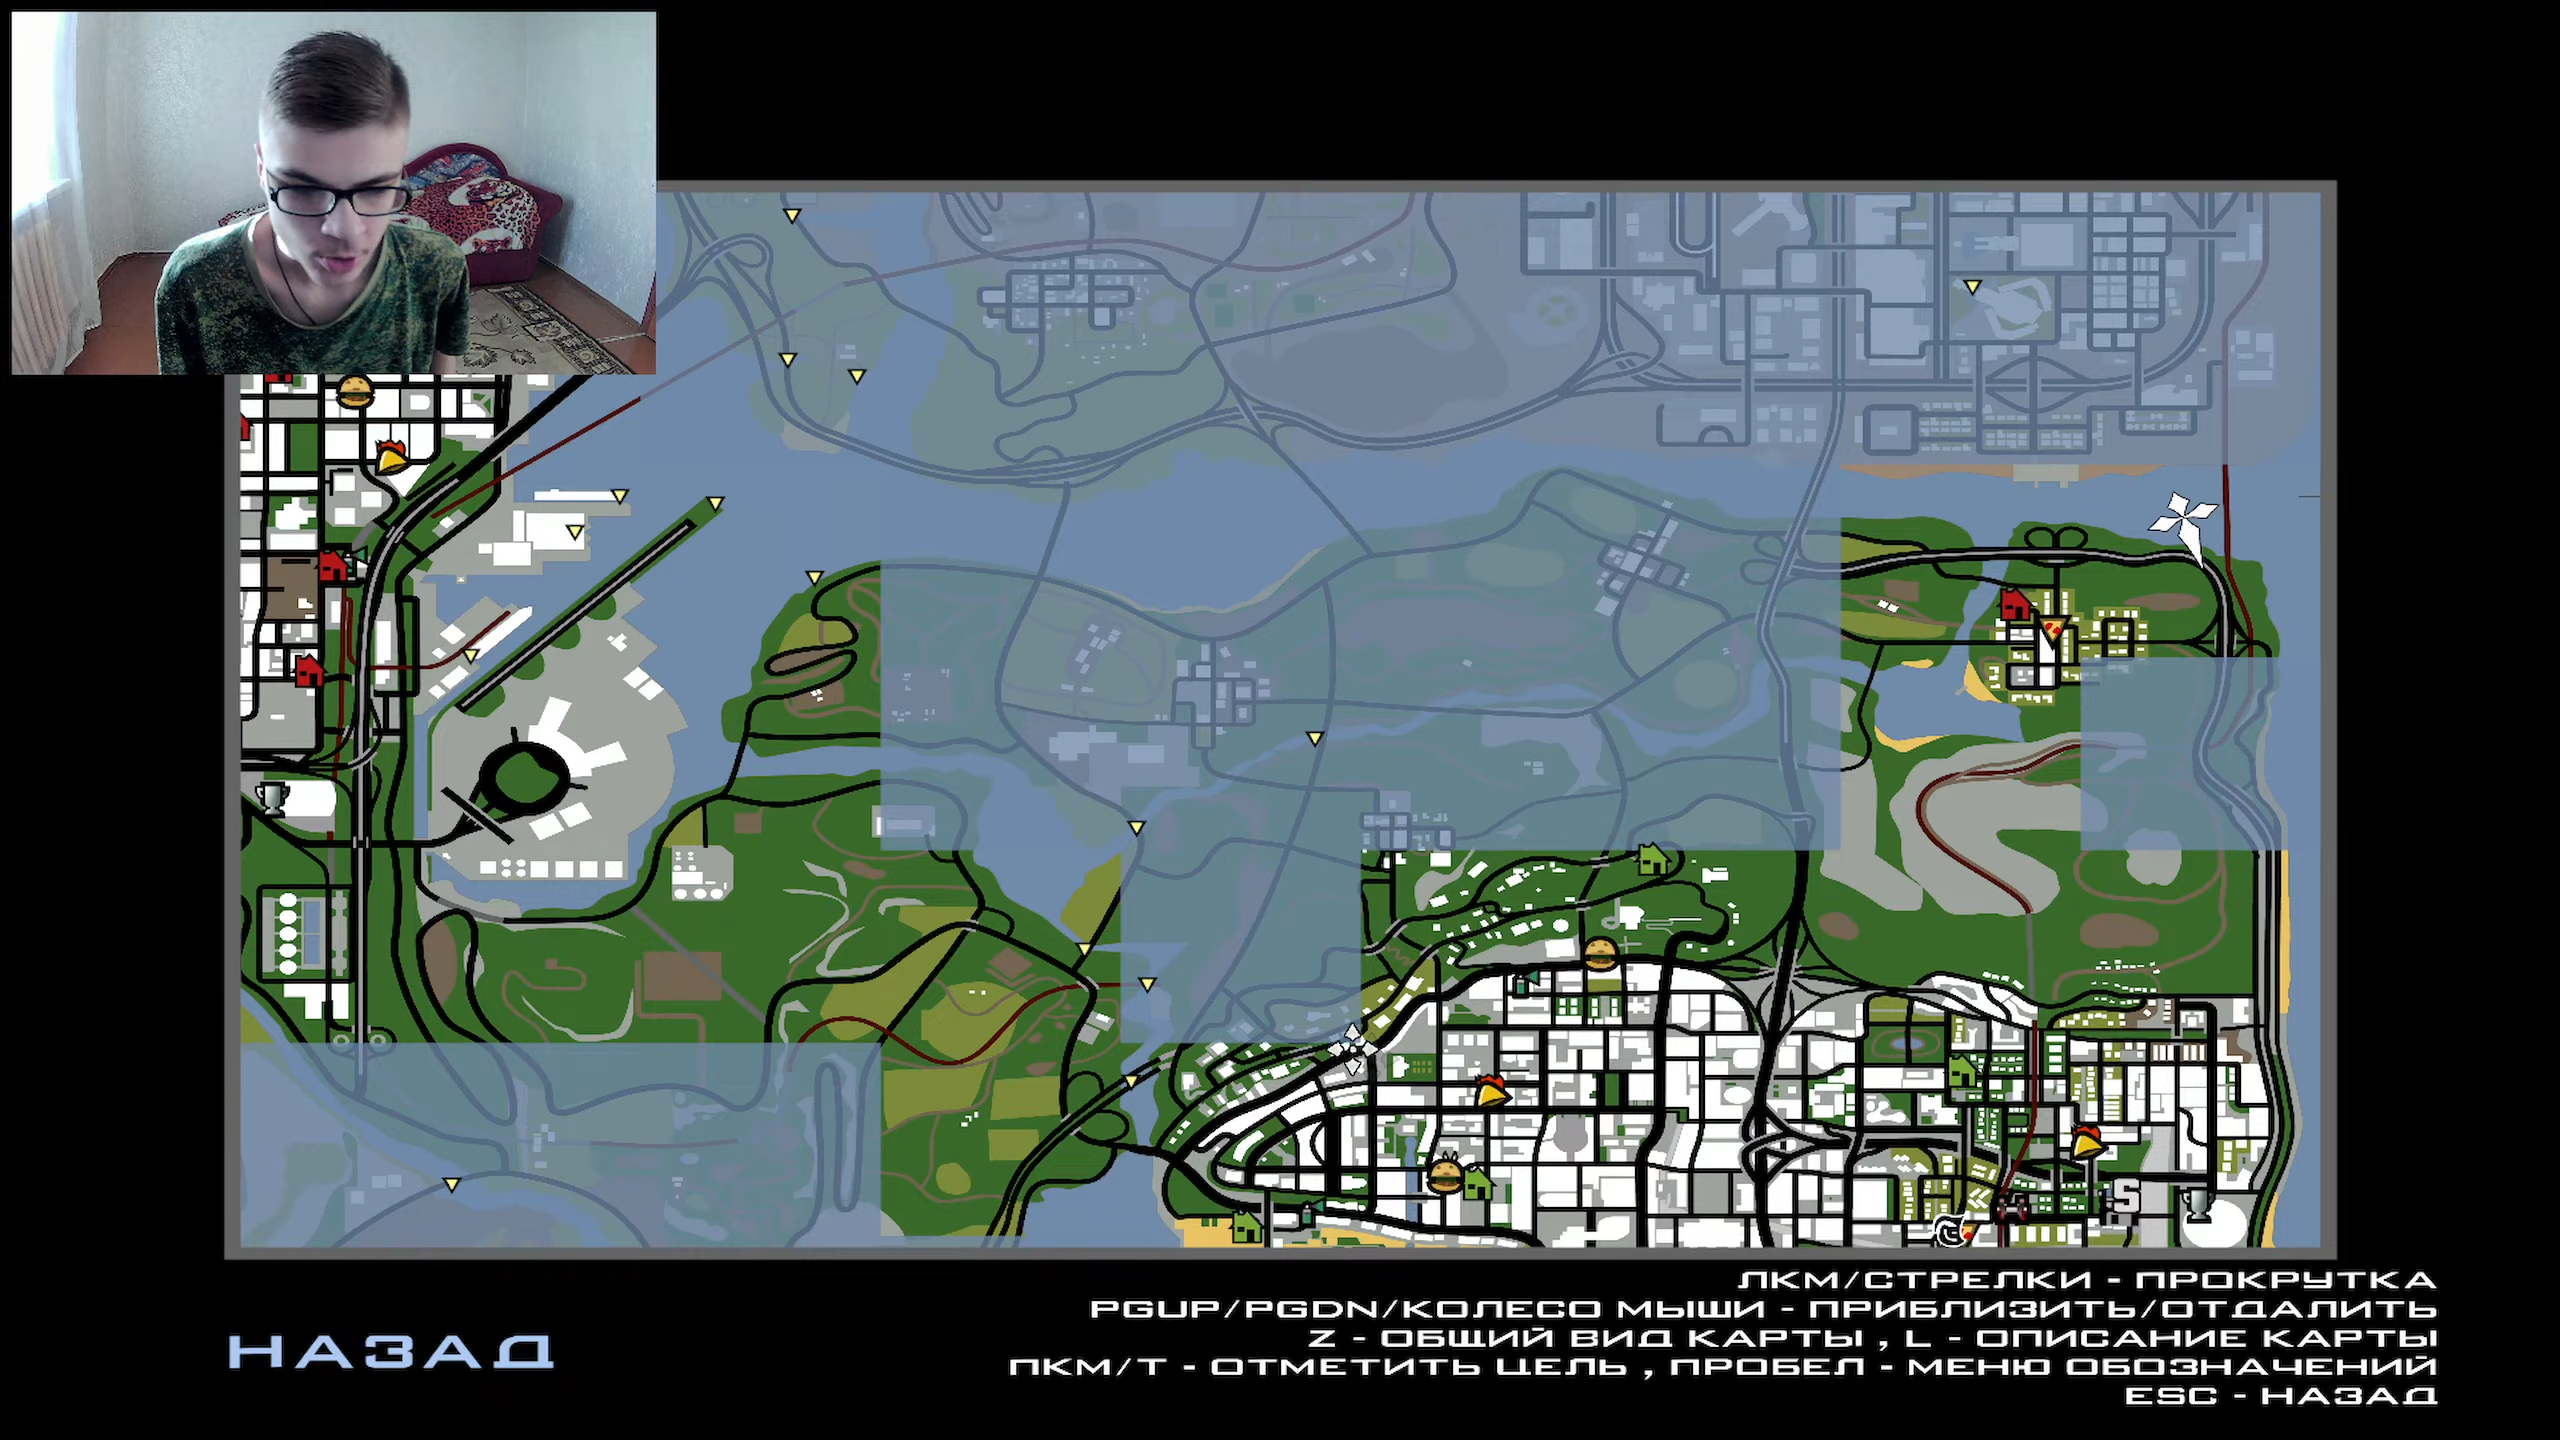 S
ЛКМ/СТРЕЛКИ - ПРОКРУТКА
PGUP/PGDN/КОЛЕСО МЫШИ - ПРИБЛИЗИТЬ/ОТДАЛИТЬ
Z - ОБЩИЙ ВИД КАРТЫ , L - ОПИСАНИЕ КАРТЫ
ПКМ/T - ОТМЕТИТЬ ЦЕЛЬ , ПРОБЕЛ - МЕНЮ ОБОЗНАЧЕНИЙ
ESC - НАЗАД
НАЗАД